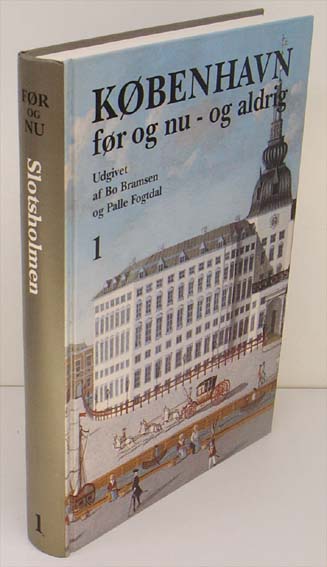 KØBENHAVN
før og nu - og aldrig
Udgivet
af Bo Bramsen
og Palle Fogtdal
1
FØR
OG
NU
Slotsholmen
1